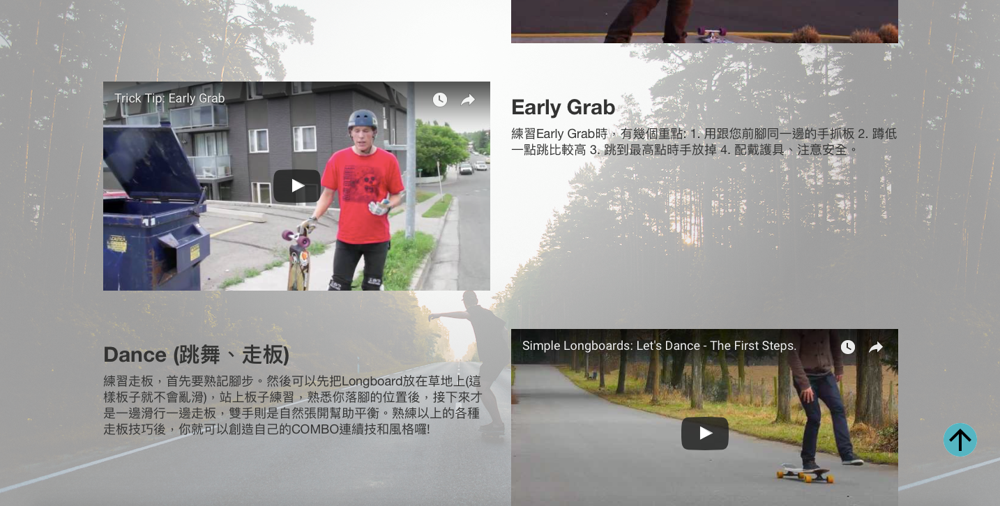 Trick Tip: Early Grab
CAUTION
Early Grab
練習Early Grab時，有幾個重點: 1. 用跟您前腳同一邊的手抓板 2. 蹲低
一點跳比較高 3. 跳到最高點時手放掉 4. 配戴護具、注意安全。
Dance (跳舞、走板)
練習走板，首先要熟記腳步。然後可以先把Longboard放在草地上(這
樣板子就不會亂滑)，站上板子練習，熟悉你落腳的位置後，接下來才
是一邊滑行一邊走板，雙手則是自然張開幫助平衡。熟練以上的各種
走板技巧後，你就可以創造自己的COMBO連續技和風格囉!
Simple Longboards: Let's Dance - The First Steps.